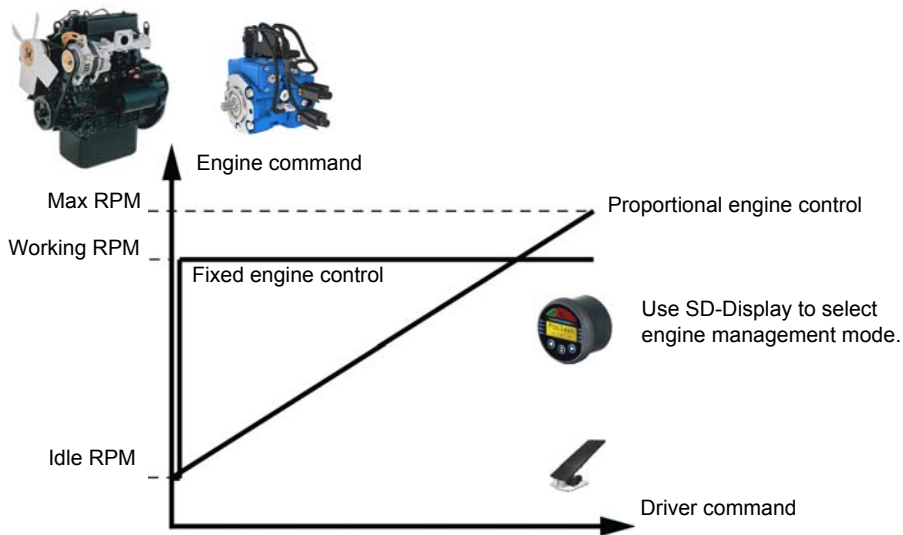 Engine command
Max RPM
Proportional engine control
Working RPM
Fixed engine control
Use SD-Display to select
engine management mode.
Idle RPM
Driver command